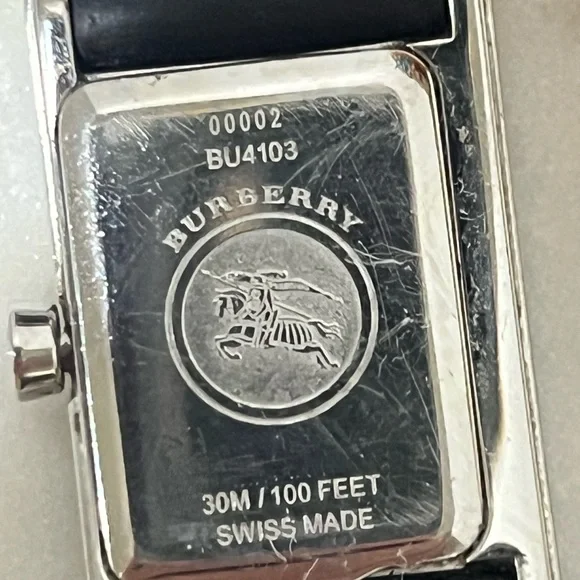 00002
BU4103
BURBERRY
30M / 100 FEET
SWISS MADE